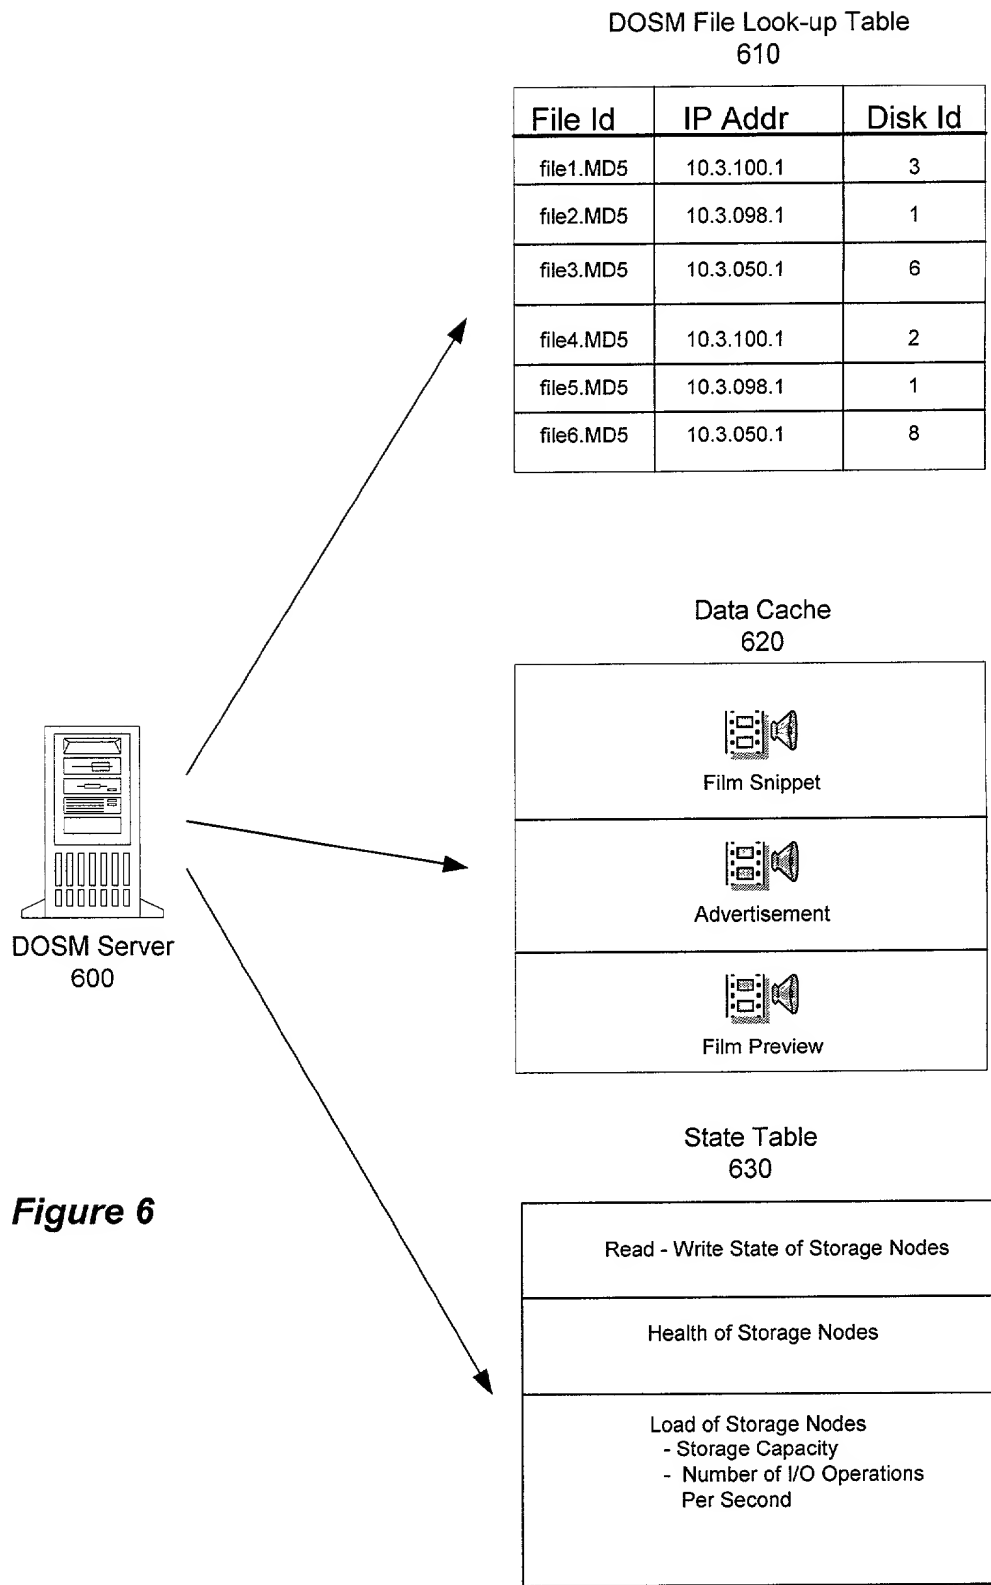 DOSM File Look-up Table
610
File Id IP Addr Disk Id
file1.MD5 10.3.100.1 3
file2.MD5 10.3.098.1 1
file3.MD5 10.3.050.1 6
file4.MD5 10.3.100.1 2
file5.MD5 10.3.098.1 1
file6.MD5 10.3.050.1 8
Data Cache
620
Film Snippet
Advertisement
Film Preview
DOSM Server
600
State Table
630
Read - Write State of Storage Nodes
Health of Storage Nodes
Load of Storage Nodes
- Storage Capacity
- Number of I/O Operations
Per Second
Figure 6